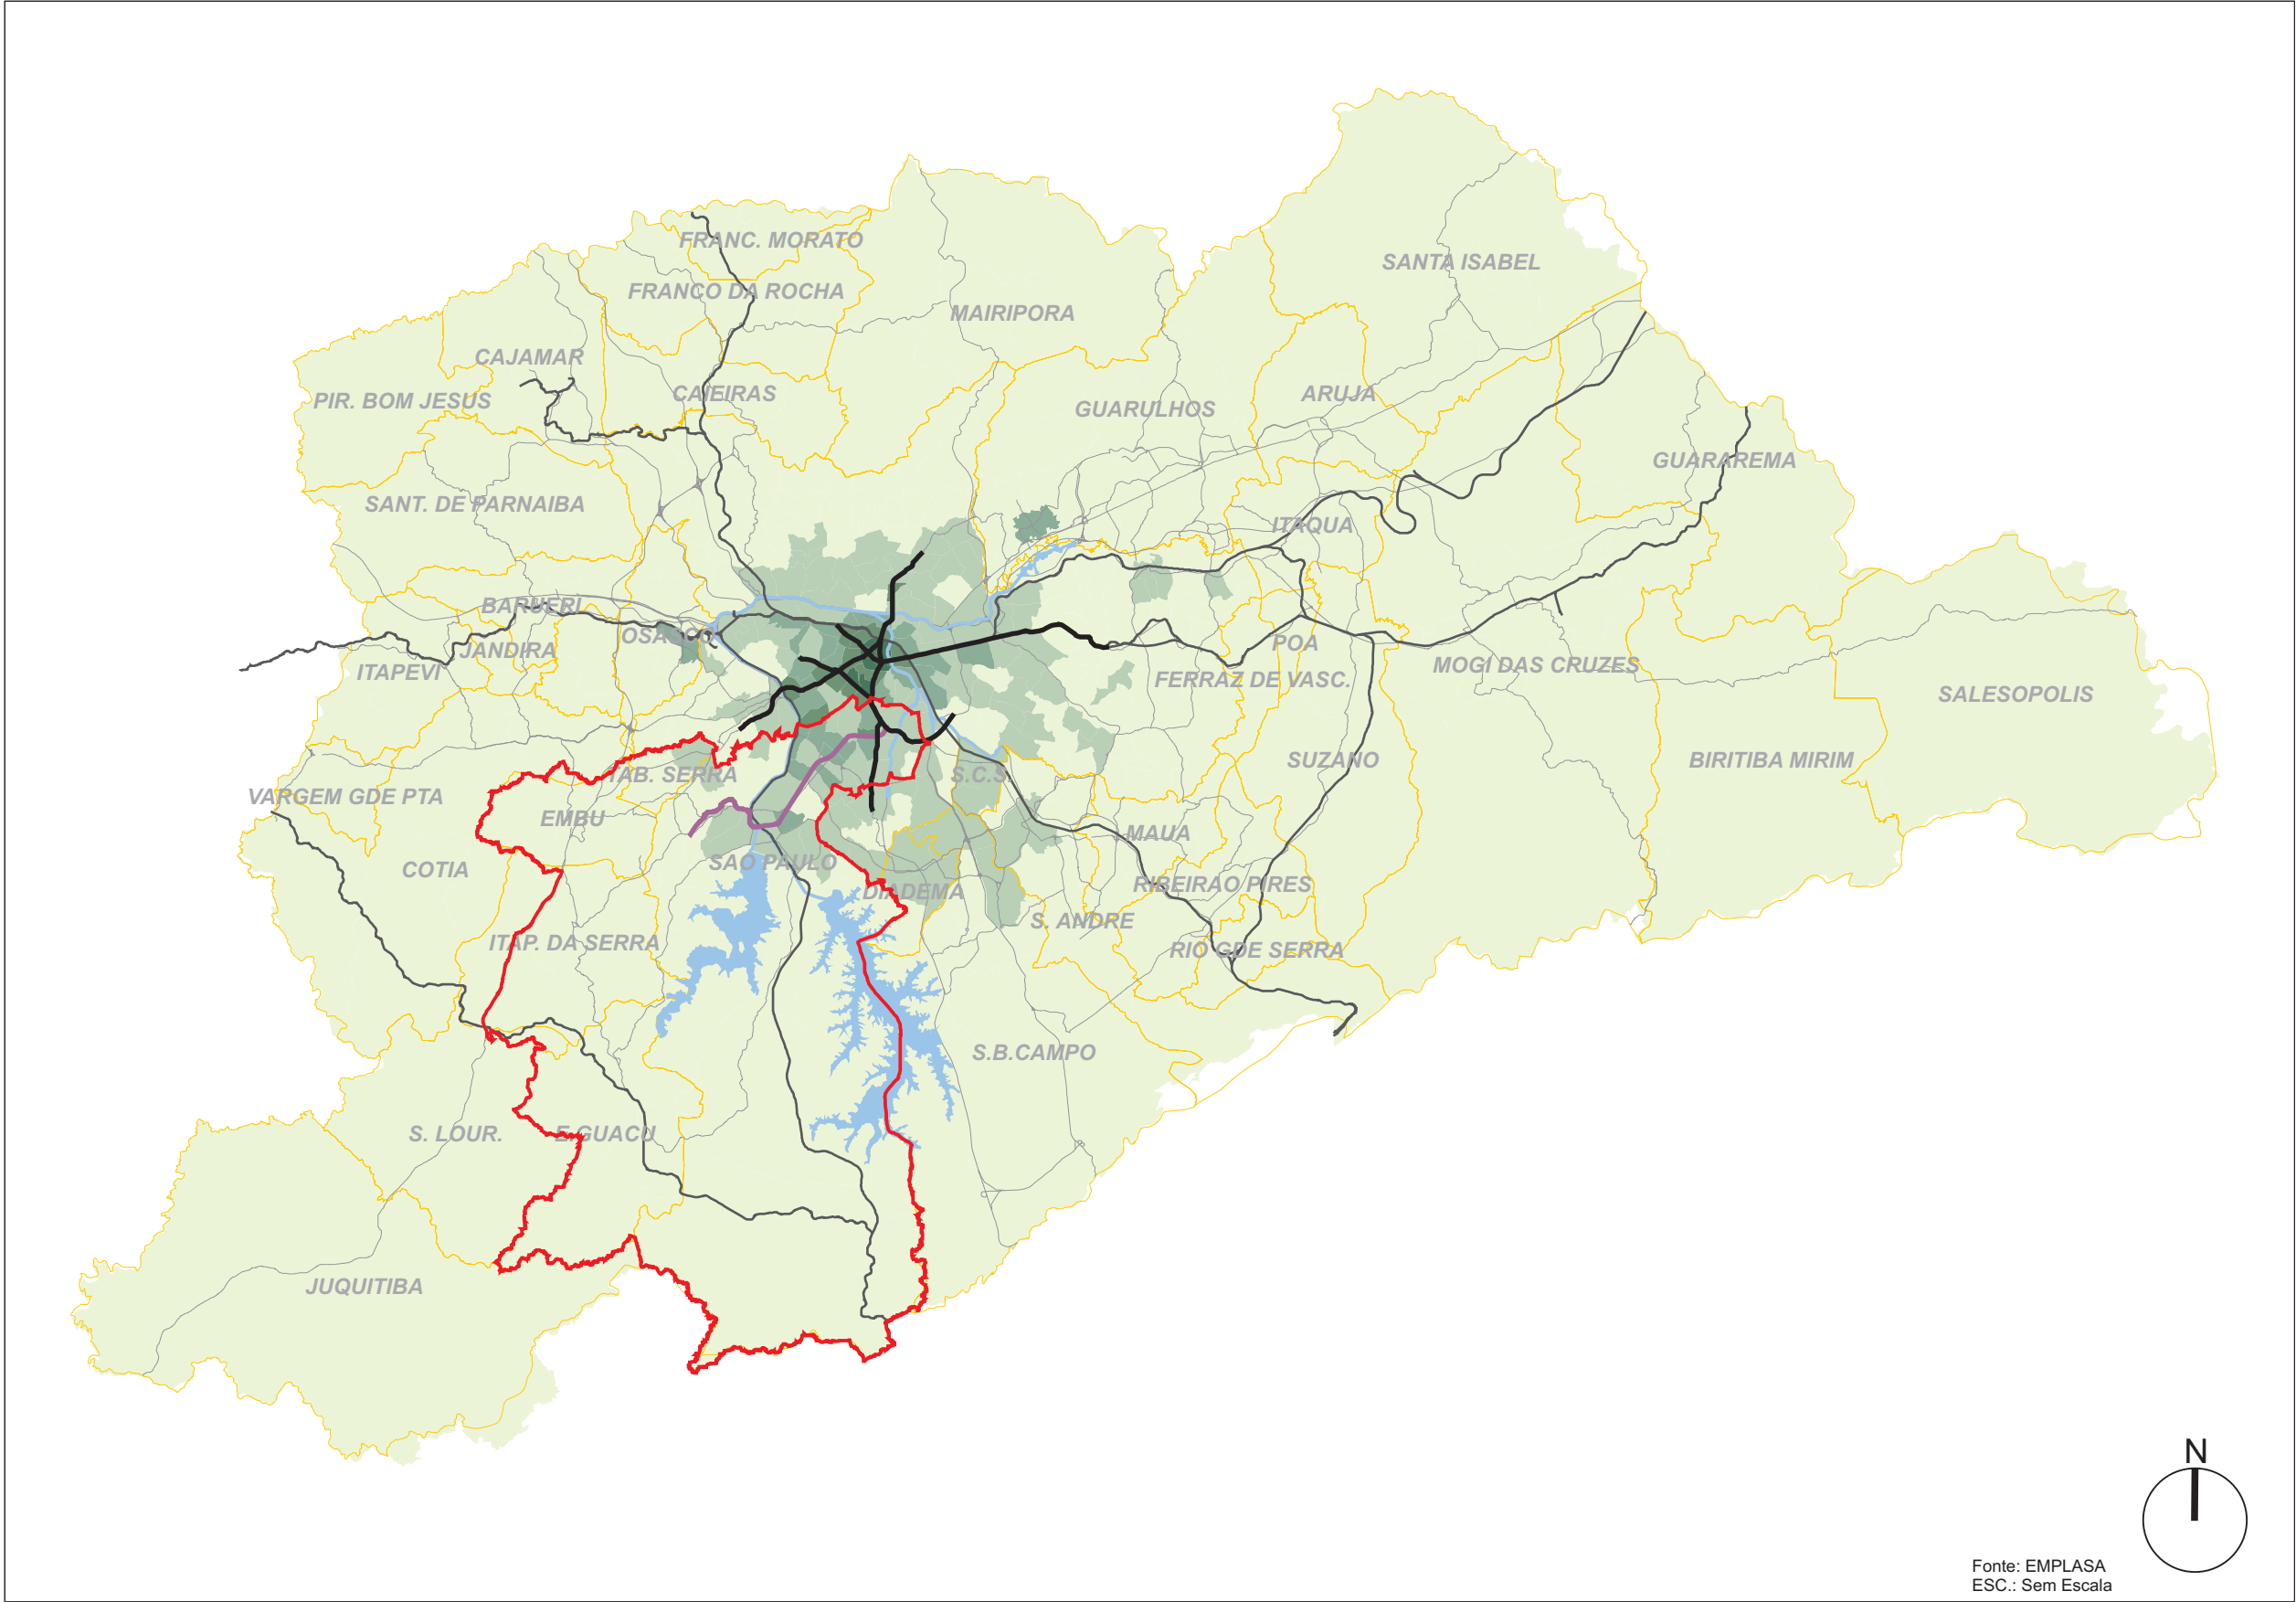 FRANC. MORATO
SANTA ISABEL
FRANCO DA ROCHA
MAIRIPORA
CAJAMAR
CAIEIRAS
ARUJA
PIR. BOM JESUS
GUARULHOS
GUARAREMA
SANT. DE PARNAIBA
ITAQUA
BARUERI
OSASCO
POA
JANDIRA
MOGI DAS CRUZES
ITAPEVI
FERRAZ DE VASC.
SALESOPOLIS
SUZANO
BIRITIBA MIRIM
TAB. SERRA
S.C.S.
VARGEM GDE PTA
EMBU
MAUA
SAO PAULO
COTIA
RIBEIRAO PIRES
DIADEMA
S. ANDRE
ITAP. DA SERRA
RIO GDE SERRA
S.B.CAMPO
S. LOUR.
E.GUACU
JUQUITIBA
N
Fonte: EMPLASA
ESC.: Sem Escala